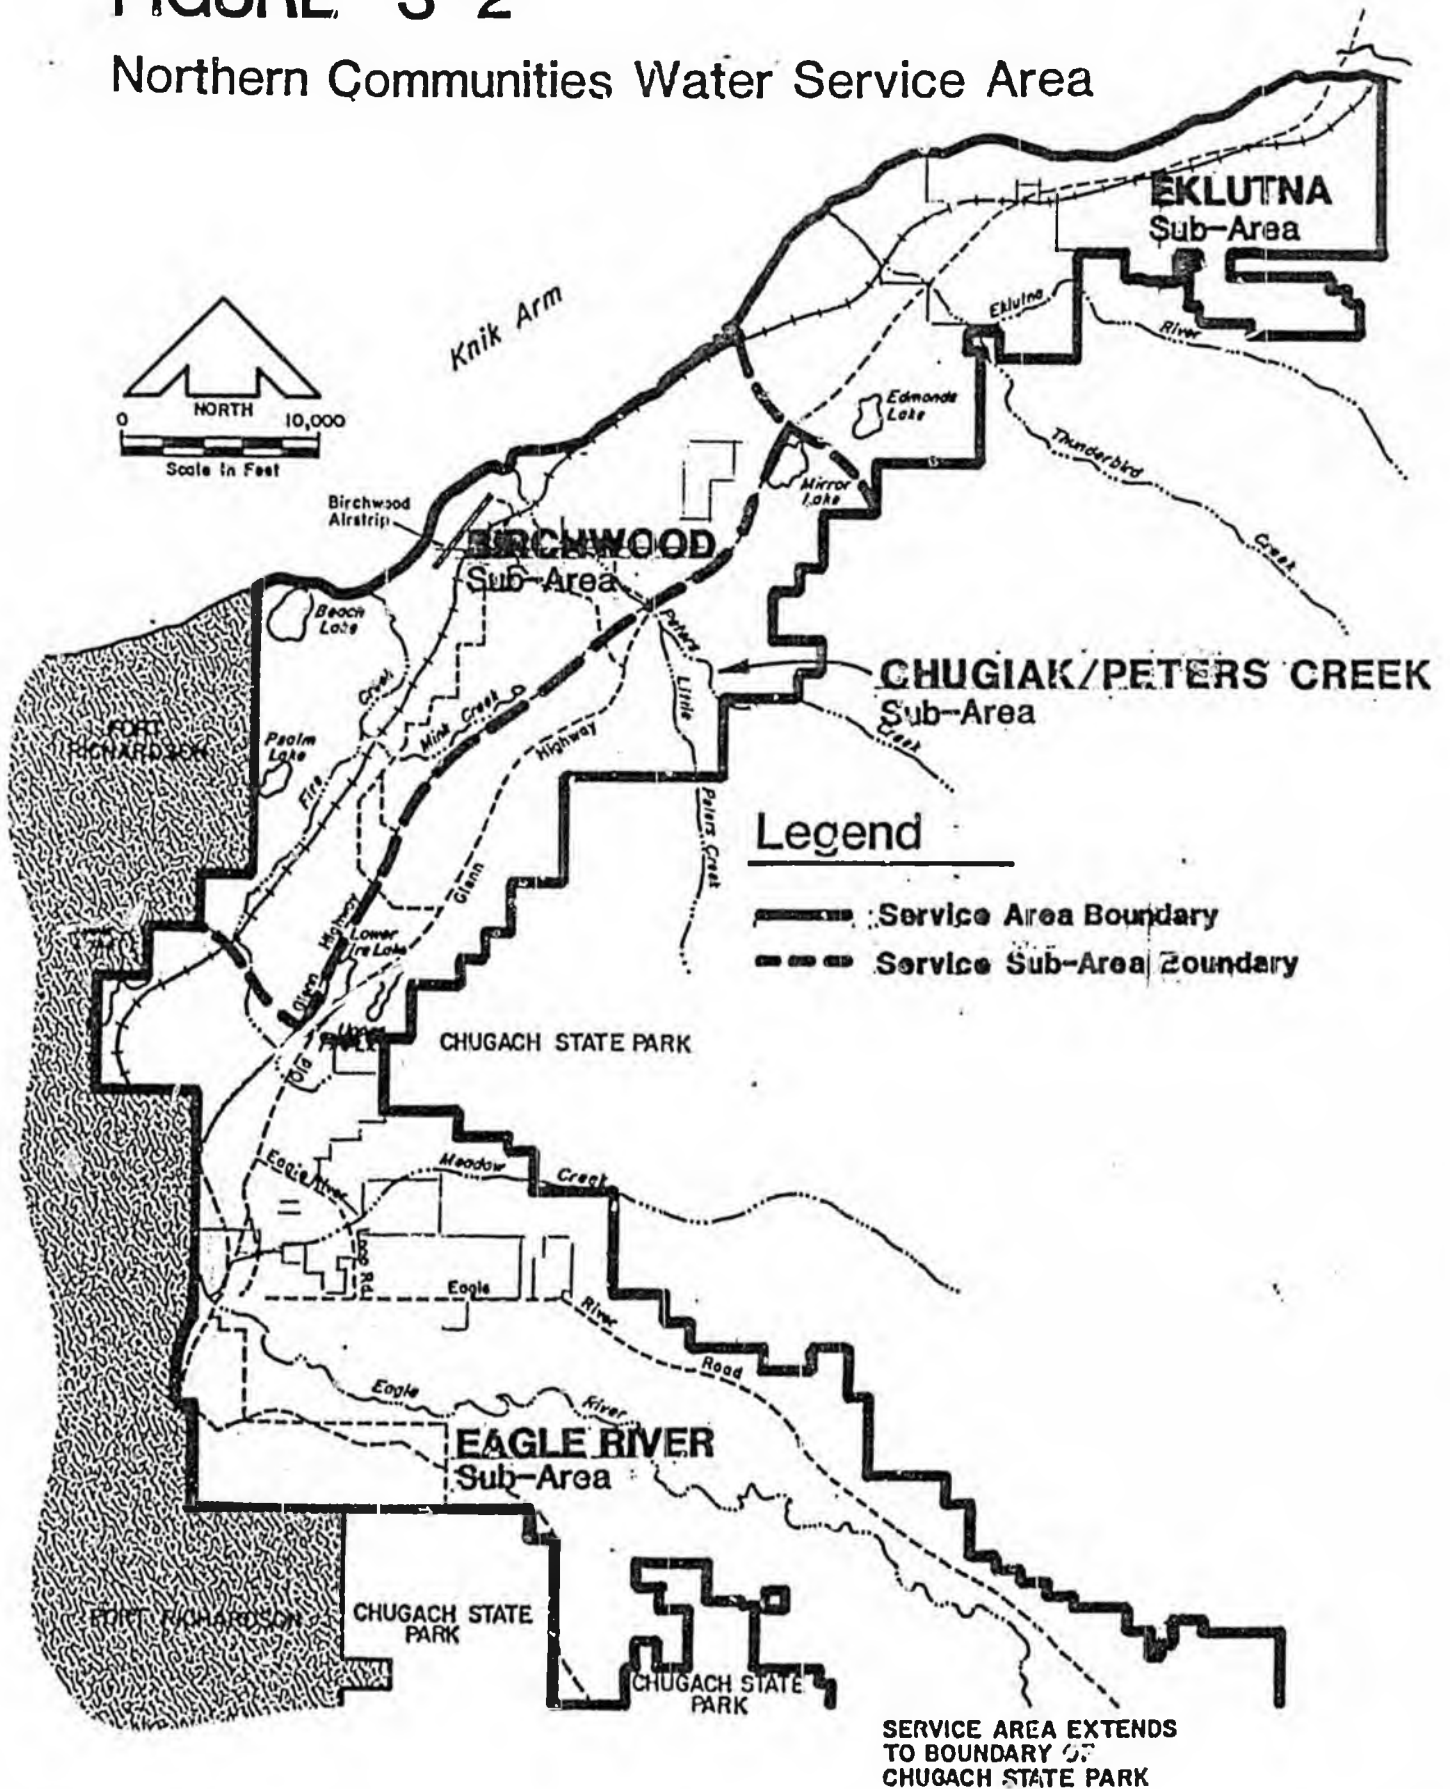 FIGURE S-2
Northern Communities Water Service Area
EKLUTNA
Sub-Area
Knik Arm
Eklutna
River
NORTH
0 10,000
Scale in Feet
Edmonds
Lake
Thunderbird
Creek
Mirror
Lake
Birchwood
Airstrip
BIRCHWOOD
Sub-Area
Beach
Lake
Peters
Creek
Little
Peters Creek
CHUGIAK/PETERS CREEK
Sub-Area
FORT
RICHARDSON
Psalm
Lake
Fire
Creek
Mink Creek
Highway
Glenn
Legend
Service Area Boundary
Service Sub-Area Boundary
Highway
Lower
Fire Lake
Glenn
Old
CHUGACH STATE PARK
Eagle River
Meadow Creek
Rd
Eagle
River
Road
Eagle
River
EAGLE RIVER
Sub-Area
FORT RICHARDSON
CHUGACH STATE
PARK
CHUGACH STATE
PARK
SERVICE AREA EXTENDS
TO BOUNDARY OF
CHUGACH STATE PARK